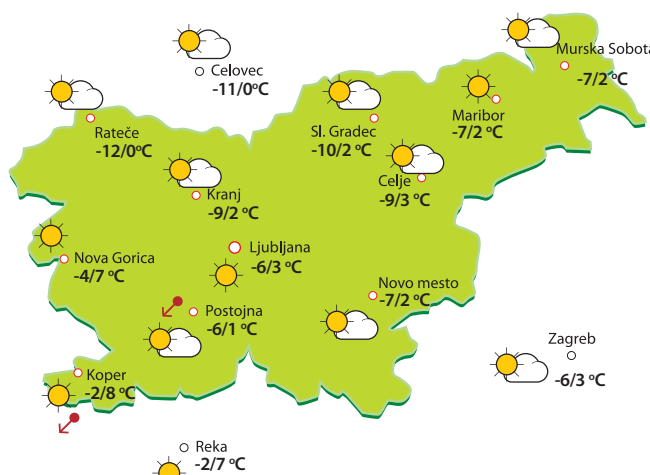 Murska Sobota
-7/2 °C
Celovec
-11/0°C
Maribor
-7/2 °C
Rateče
-12/0°C
Sl. Gradec
-10/2 °C
Celje
-9/3 °C
Kranj
-9/2 °C
Ljubljana
-6/3 °C
Nova Gorica
-4/7 °C
Novo mesto
-7/2 °C
Postojna
-6/1 °C
Zagreb
-6/3 °C
Koper
-2/8 °C
Reka
-2/7 °C